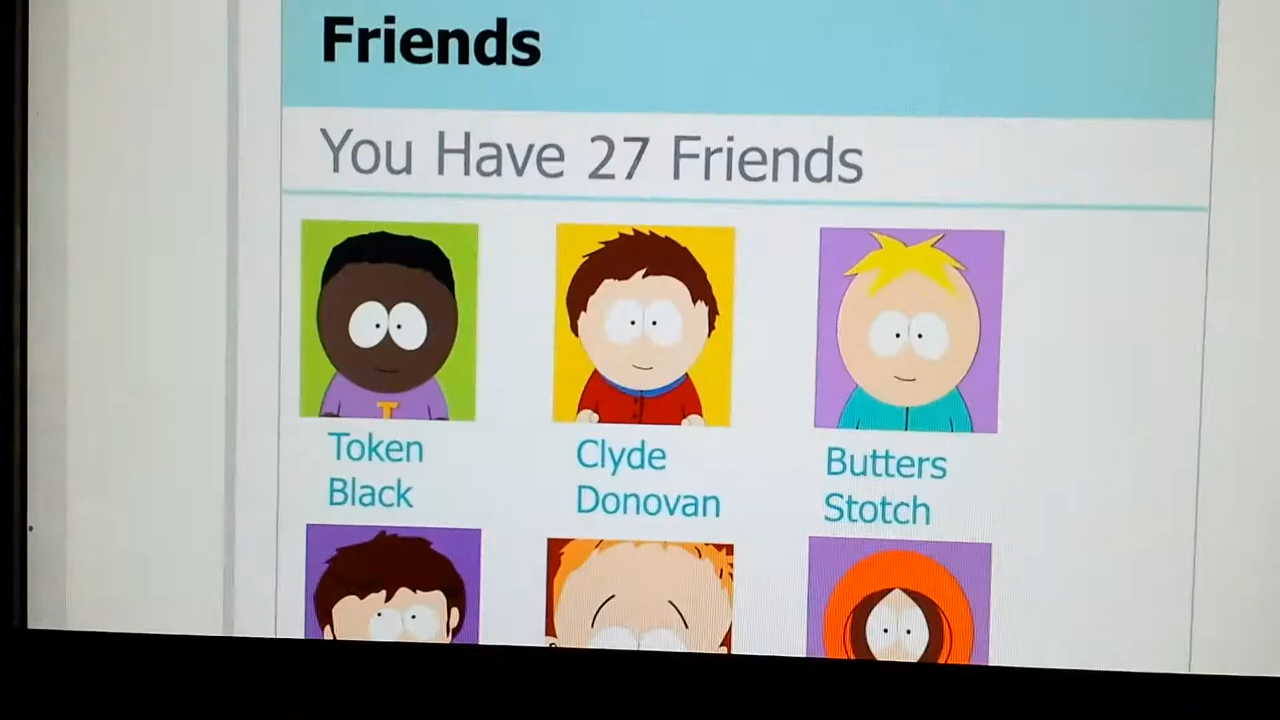 Friends
You Have 27 Friends
Token
Black
Clyde
Donovan
Butters
Stotch
T